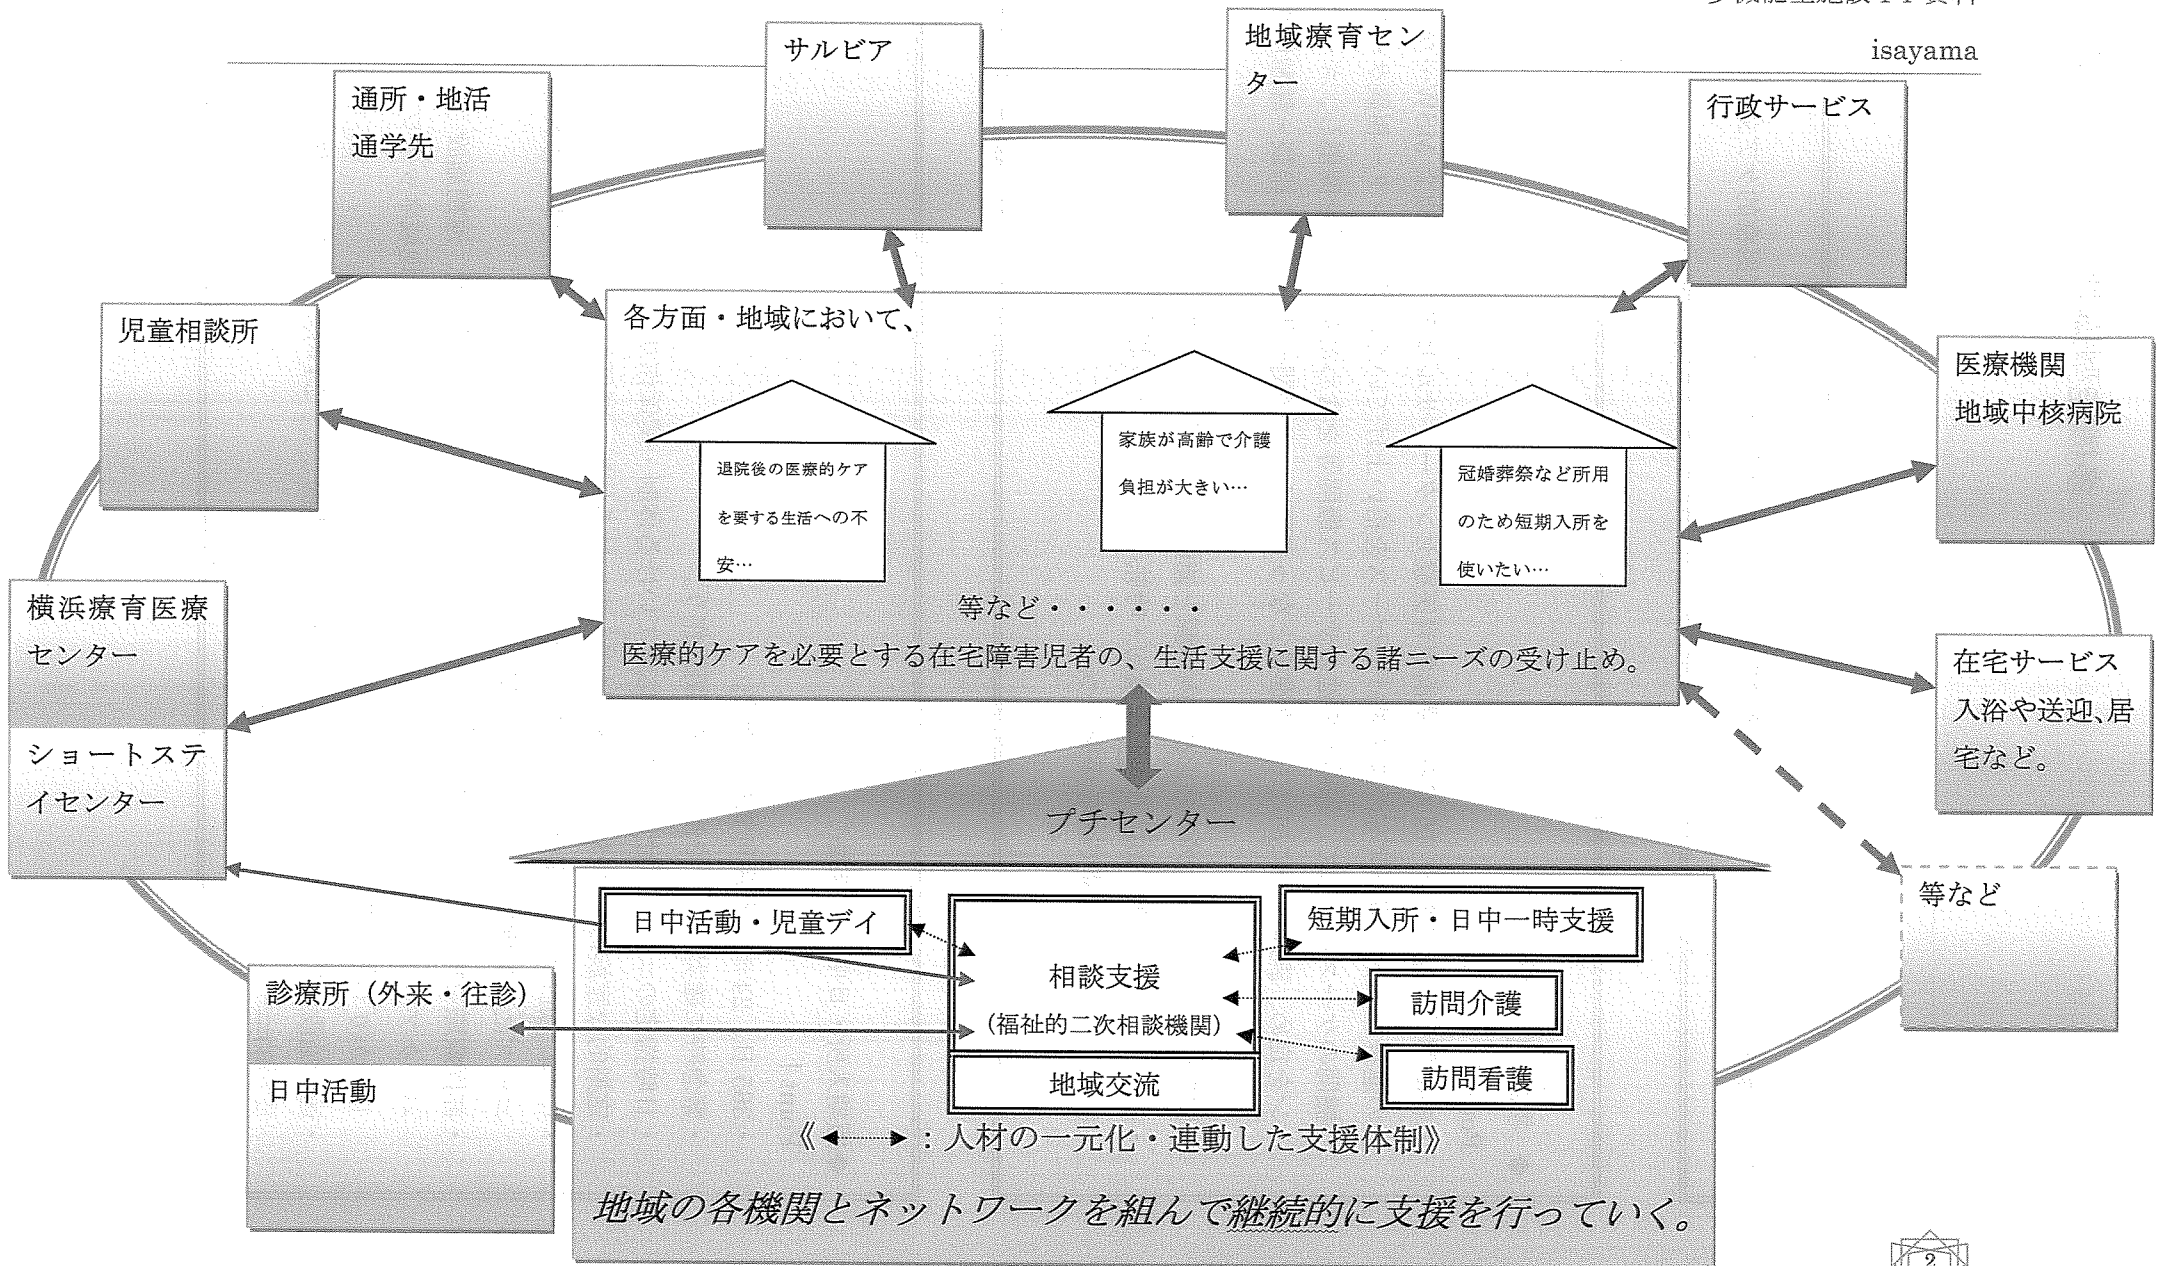 isayama
サルビア
地域療育セン
ター
通所・地活
通学先
行政サービス
児童相談所
各方面・地域において、
医療機関
地域中核病院
退院後の医療的ケア
を要する生活への不
安…
家族が高齢で介護
負担が大きい…
冠婚葬祭など所用
のため短期入所を
使いたい…
等など・・・・・・
医療的ケアを必要とする在宅障害児者の、生活支援に関する諸ニーズの受け止め。
横浜療育医療
センター
ショートステ
イセンター
在宅サービス
入浴や送迎、居
宅など。
プチセンター
等など
日中活動・児童デイ
短期入所・日中一時支援
相談支援
(福祉的二次相談機関)
訪問介護
訪問看護
地域交流
診療所(外来・往診)
日中活動
《 :人材の一元化・連動した支援体制》
地域の各機関とネットワークを組んで継続的に支援を行っていく。
2